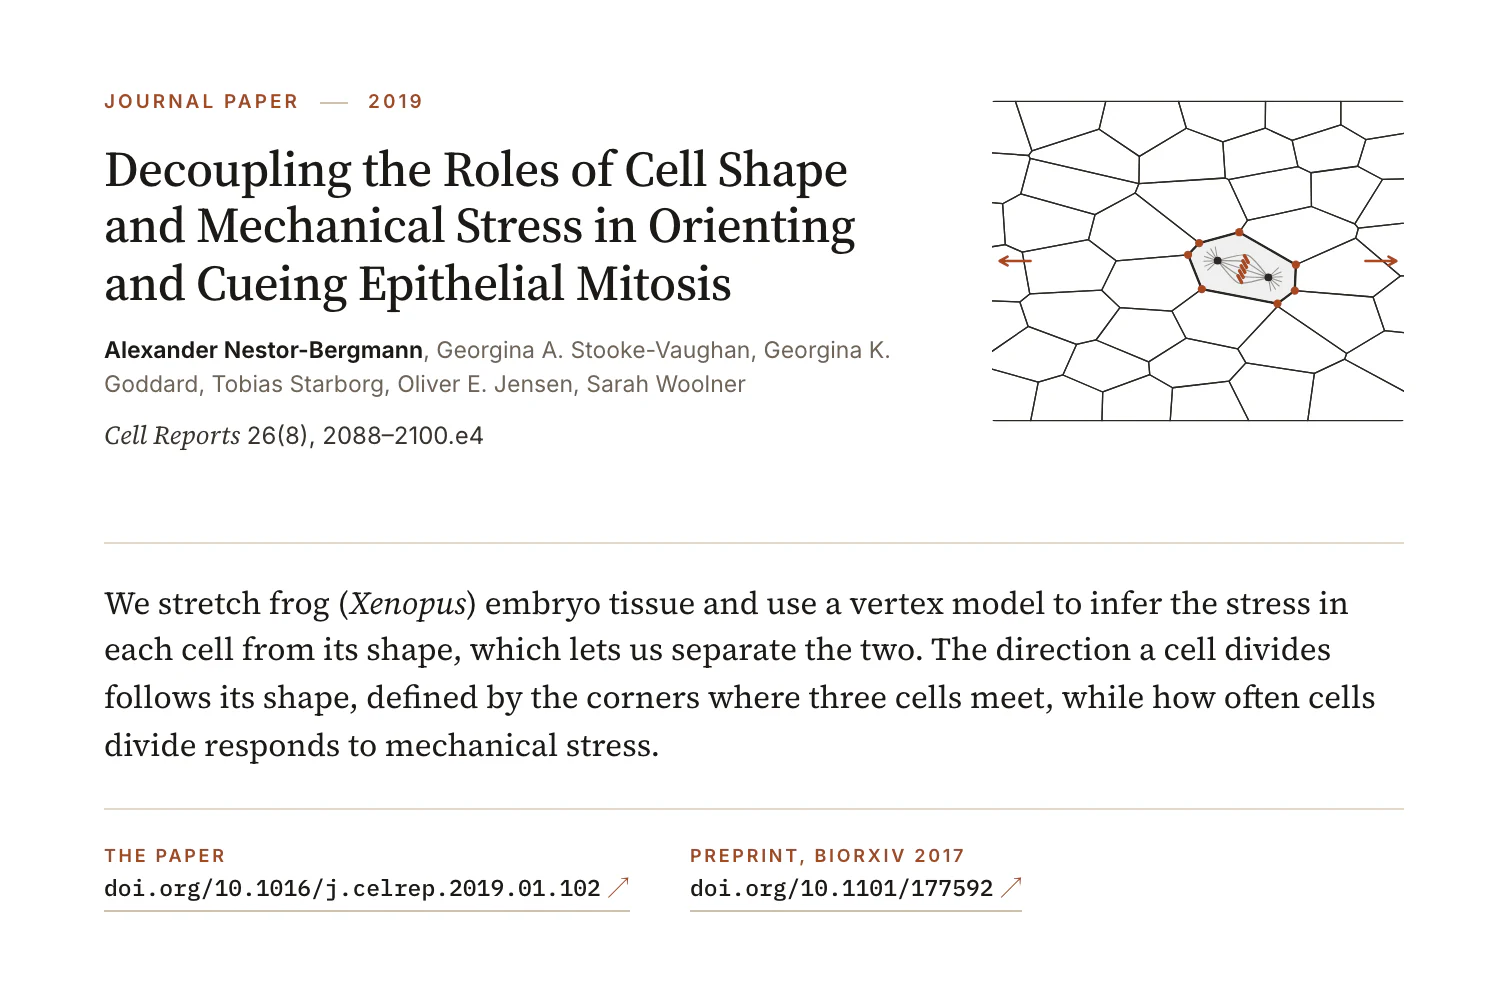 JOURNAL PAPER — 2019
Decoupling the Roles of Cell Shape
and Mechanical Stress in Orienting
and Cueing Epithelial Mitosis
Alexander Nestor-Bergmann, Georgina A. Stooke-Vaughan, Georgina K.
Goddard, Tobias Starborg, Oliver E. Jensen, Sarah Woolner
Cell Reports 26(8), 2088–2100.e4
We stretch frog (Xenopus) embryo tissue and use a vertex model to infer the stress in
each cell from its shape, which lets us separate the two. The direction a cell divides
follows its shape, defined by the corners where three cells meet, while how often cells
divide responds to mechanical stress.
THE PAPER
doi.org/10.1016/j.celrep.2019.01.102 ↗
PREPRINT, BIORXIV 2017
doi.org/10.1101/177592 ↗